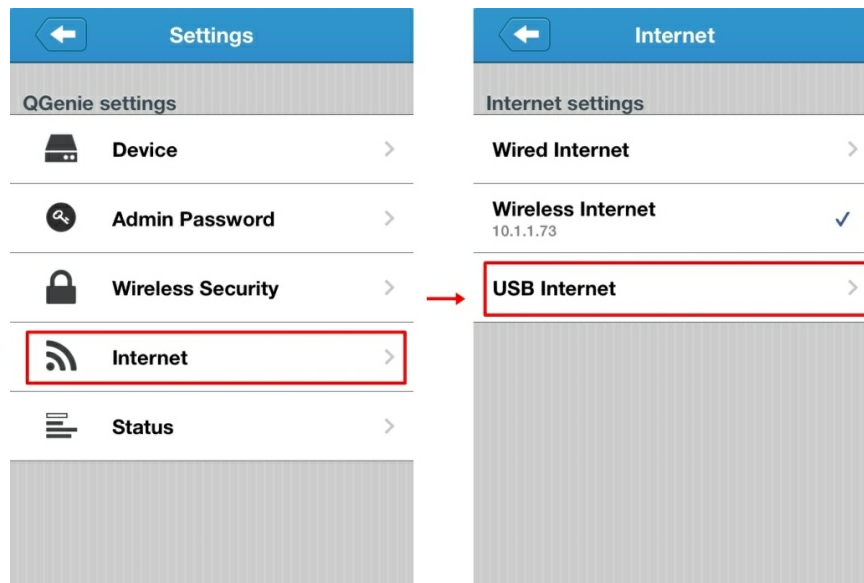 Settings
QGenie settings
Device
Admin Password
Wireless Security
Internet
Status
Internet
Internet settings
Wired Internet
Wireless Internet
10.1.1.73
USB Internet